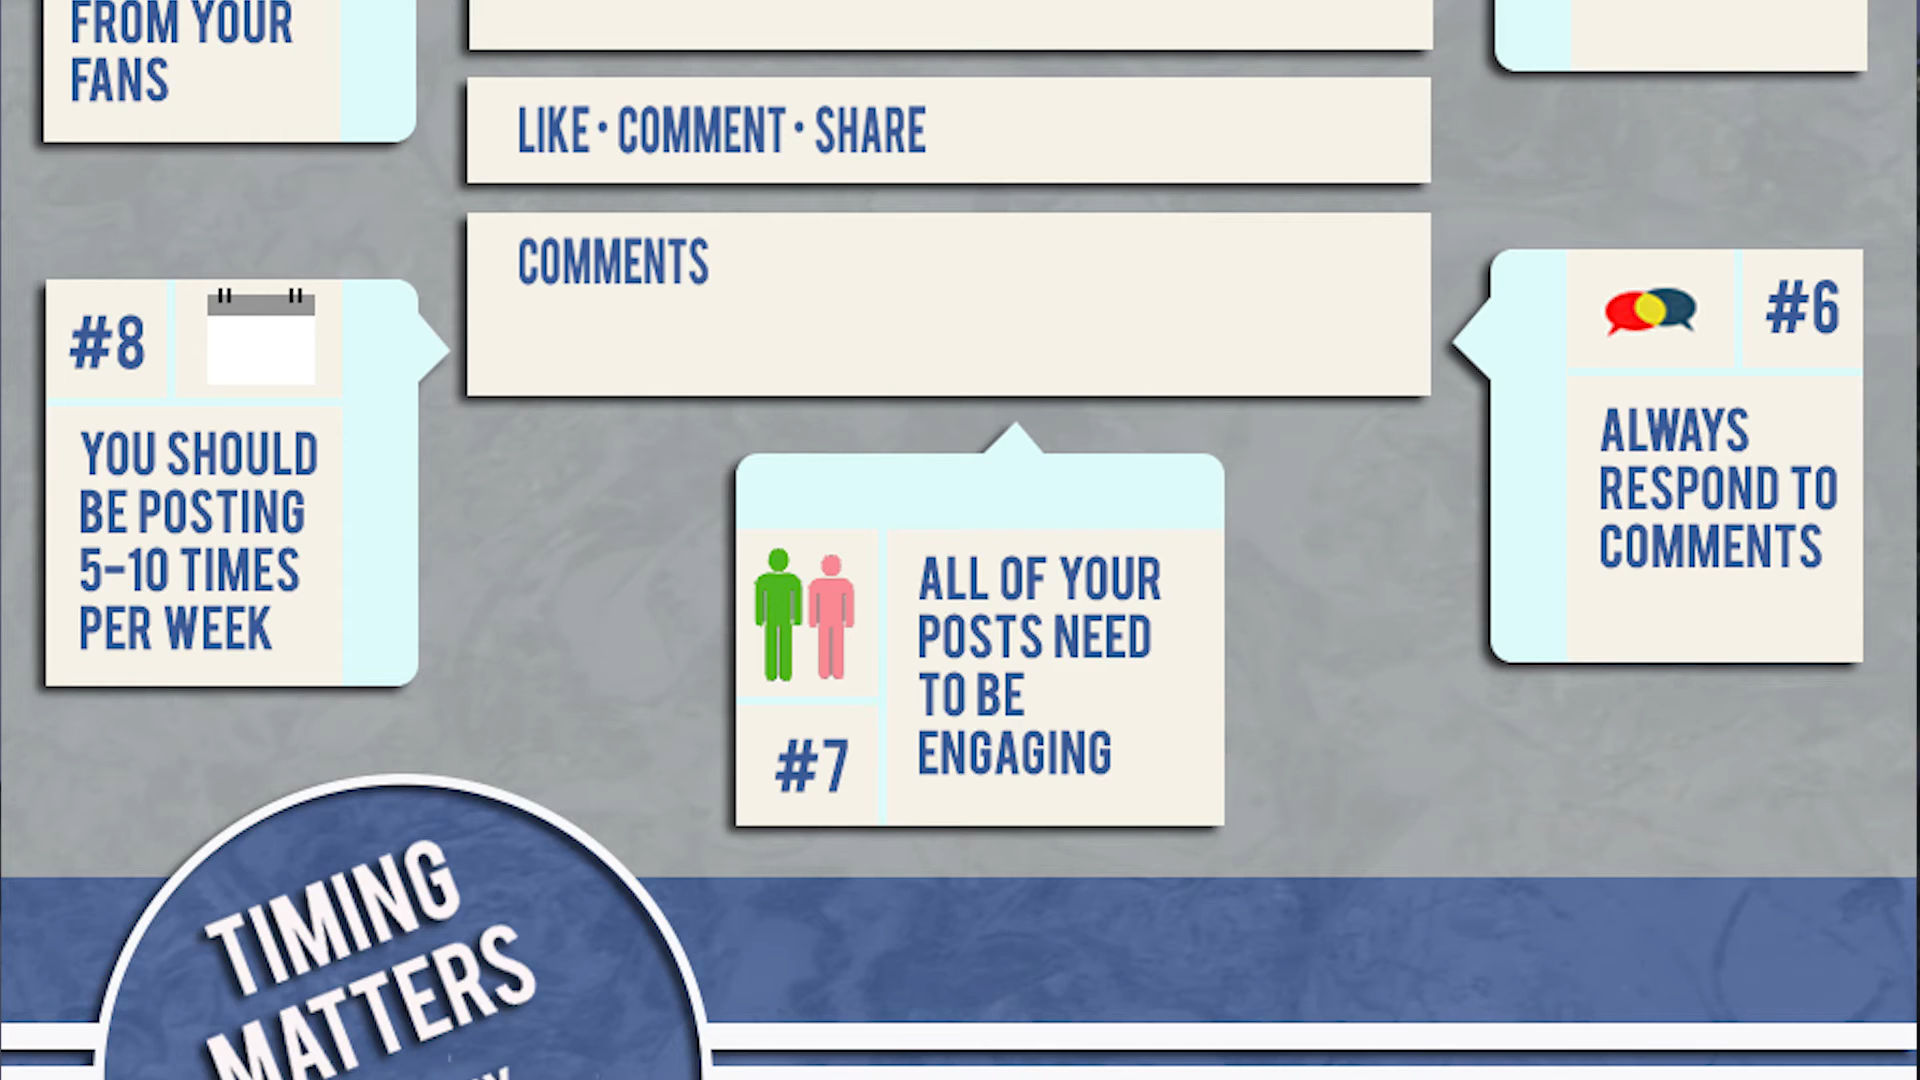 FROM YOUR
FANS
LIKE · COMMENT · SHARE
COMMENTS
#8
YOU SHOULD
BE POSTING
5-10 TIMES
PER WEEK
#6
ALWAYS
RESPOND TO
COMMENTS
ALL OF YOUR
POSTS NEED
TO BE
ENGAGING
#7
TIMING
MATTERS